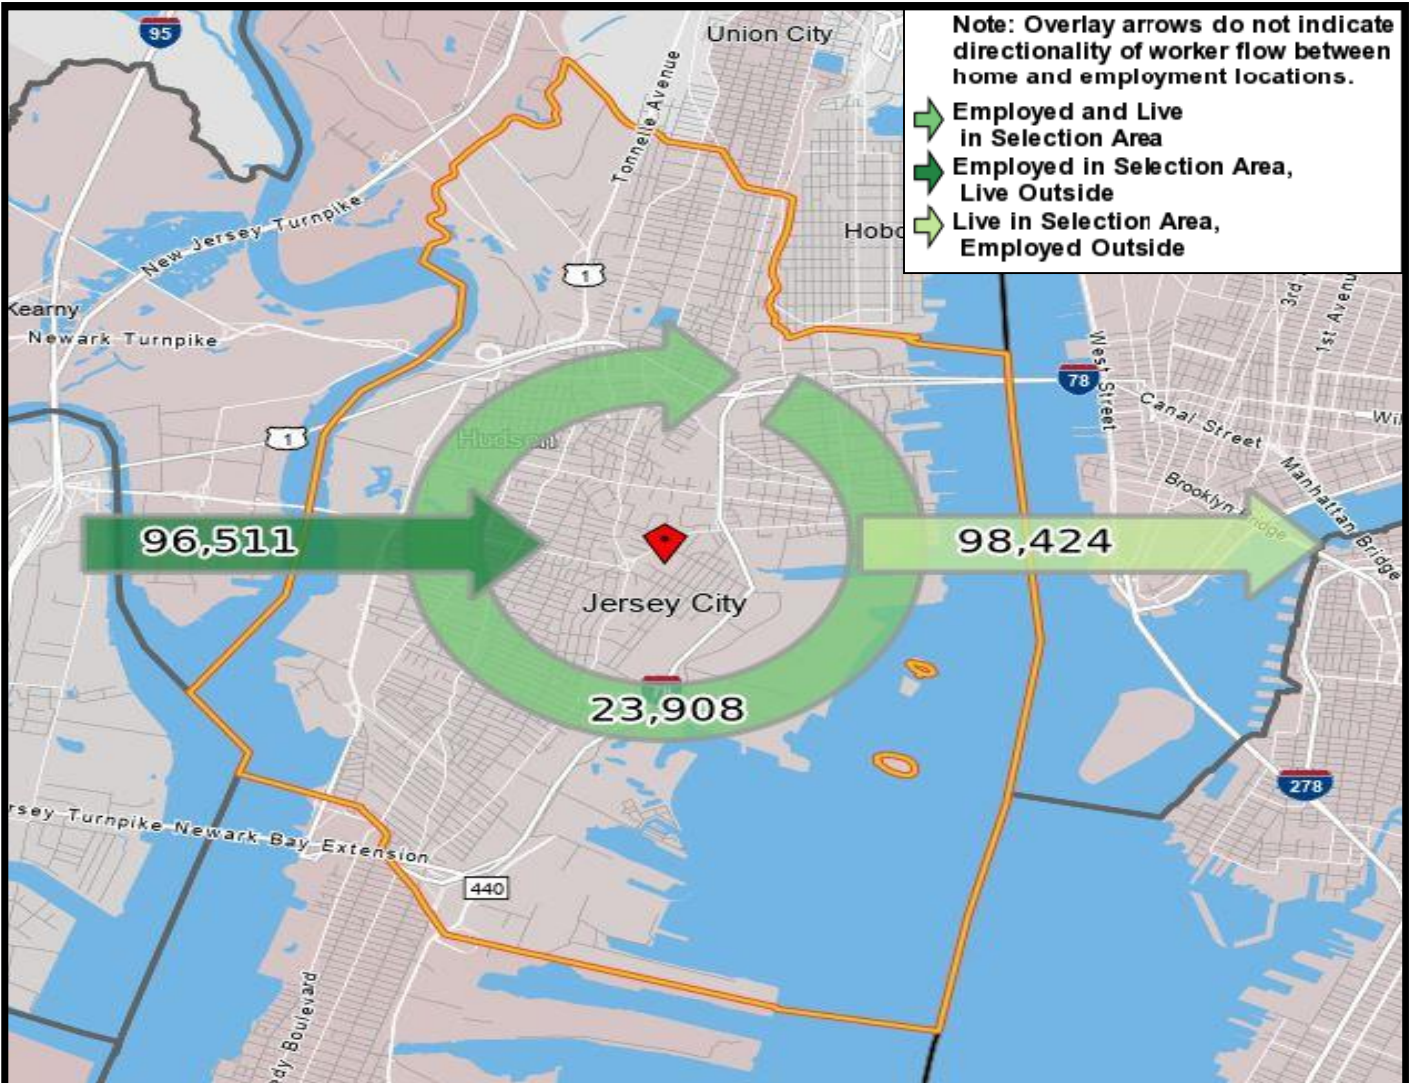 95
Union City
Note: Overlay arrows do not indicate
directionality of worker flow between
home and employment locations.
Employed and Live
in Selection Area
Employed in Selection Area,
Live Outside
Live in Selection Area,
Employed Outside
Tonnelle Avenue
New Jersey Turnpike
Hobo
1
3rd
1st Avenu
Kearny
Newark Turnpike
West Street
78
Canal Street
Wil
1
Hudson
Manhattan Bridge
Brooklyn Bridge
96,511
98,424
Jersey City
23,908
278
rsey Turnpike Newark Bay Extension
440
dy Boulevard